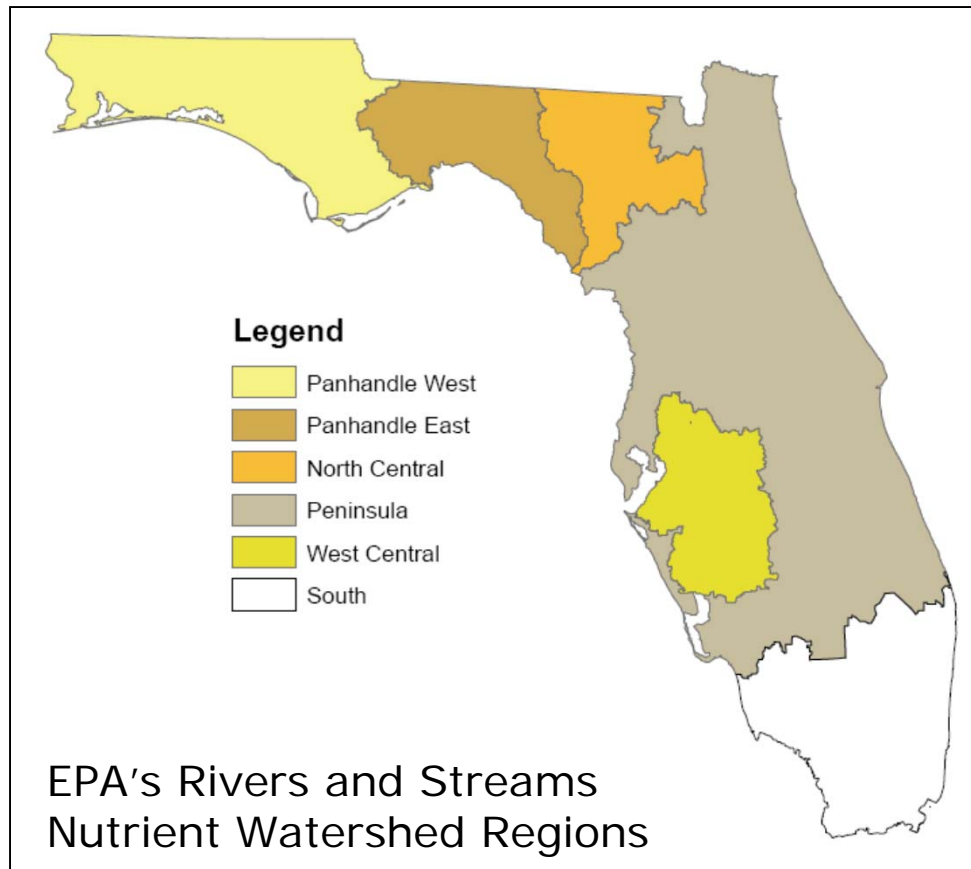 Legend
Panhandle West
Panhandle East
North Central
Peninsula
West Central
South
EPA's Rivers and Streams
Nutrient Watershed Regions